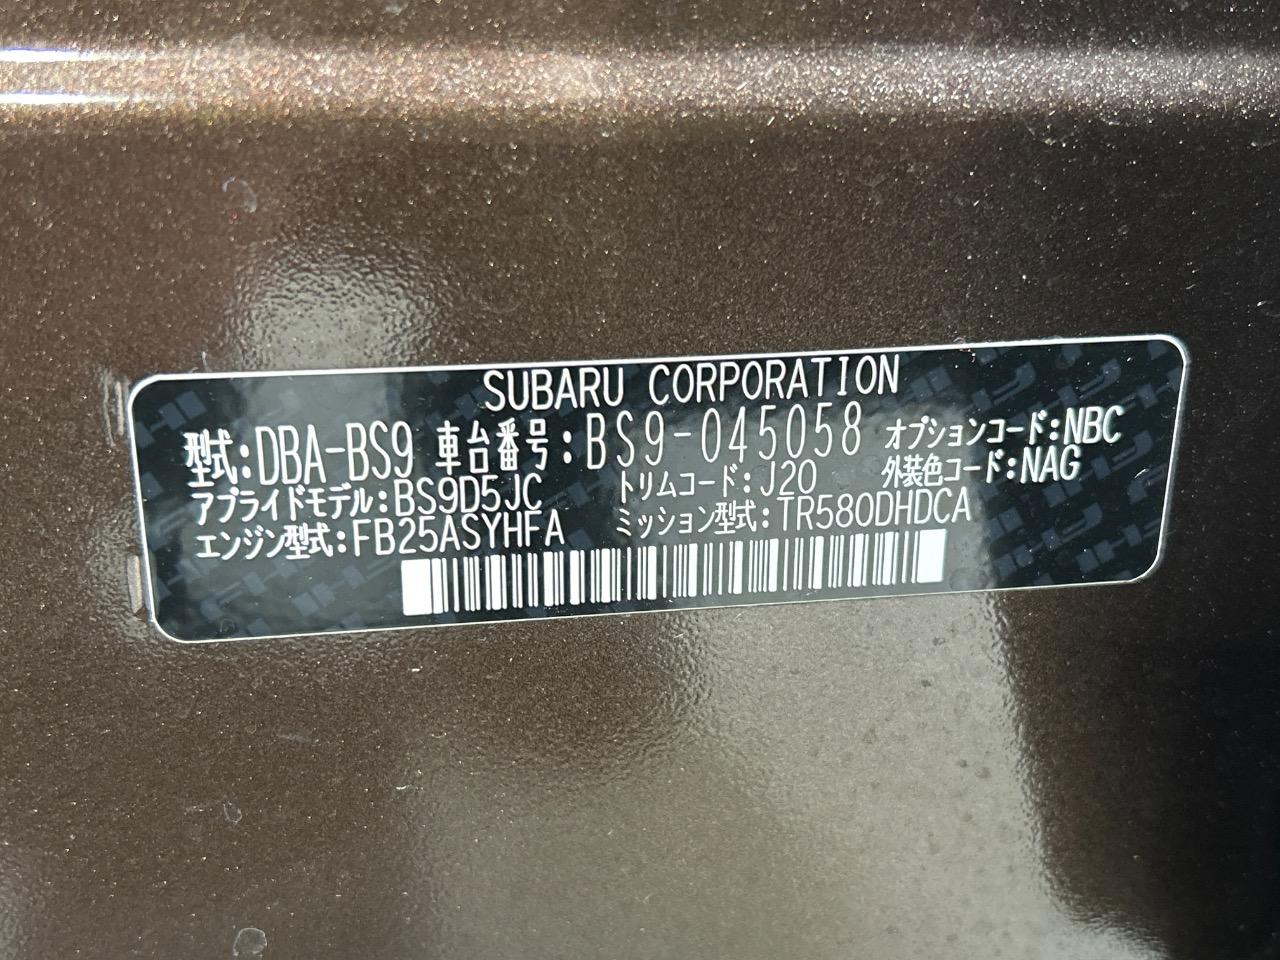 SUBARU CORPORATION
型式:DBA-BS9 車台番号:BS9-045058 オプションコード:NBC
アプライドモデル:BS9D5JC トリムコード:J20 外装色コード:NAG
エンジン型式:FB25ASYHFA ミッション型式:TR580DHDCA